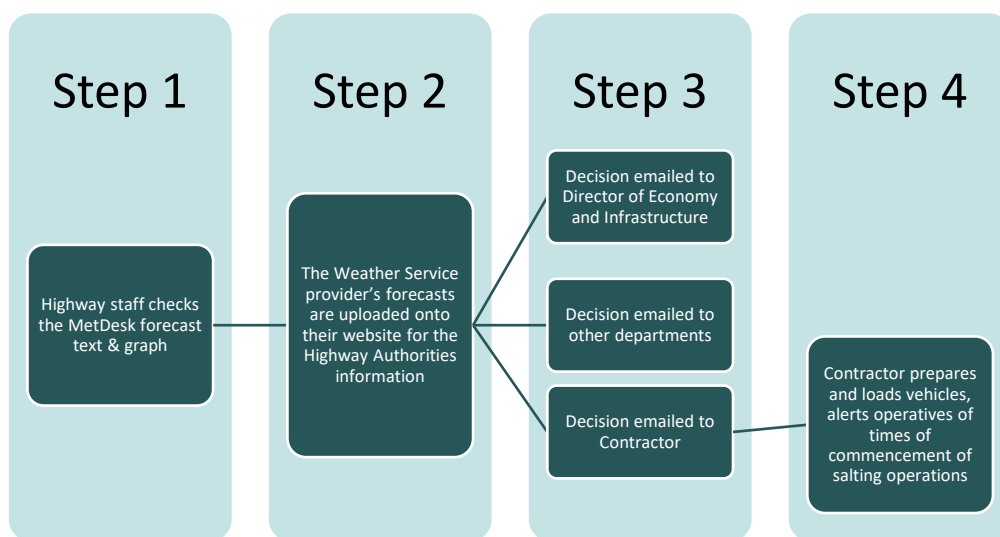 Step 1
Highway staff checks
the MetDesk forecast
text & graph
Step 2
The Weather Service
provider’s forecasts
are uploaded onto
their website for the
Highway Authorities
information
Step 3
Decision emailed to
Director of Economy
and Infrastructure
Decision emailed to
other departments
Decision emailed to
Contractor
Step 4
Contractor prepares
and loads vehicles,
alerts operatives of
times of
commencement of
salting operations